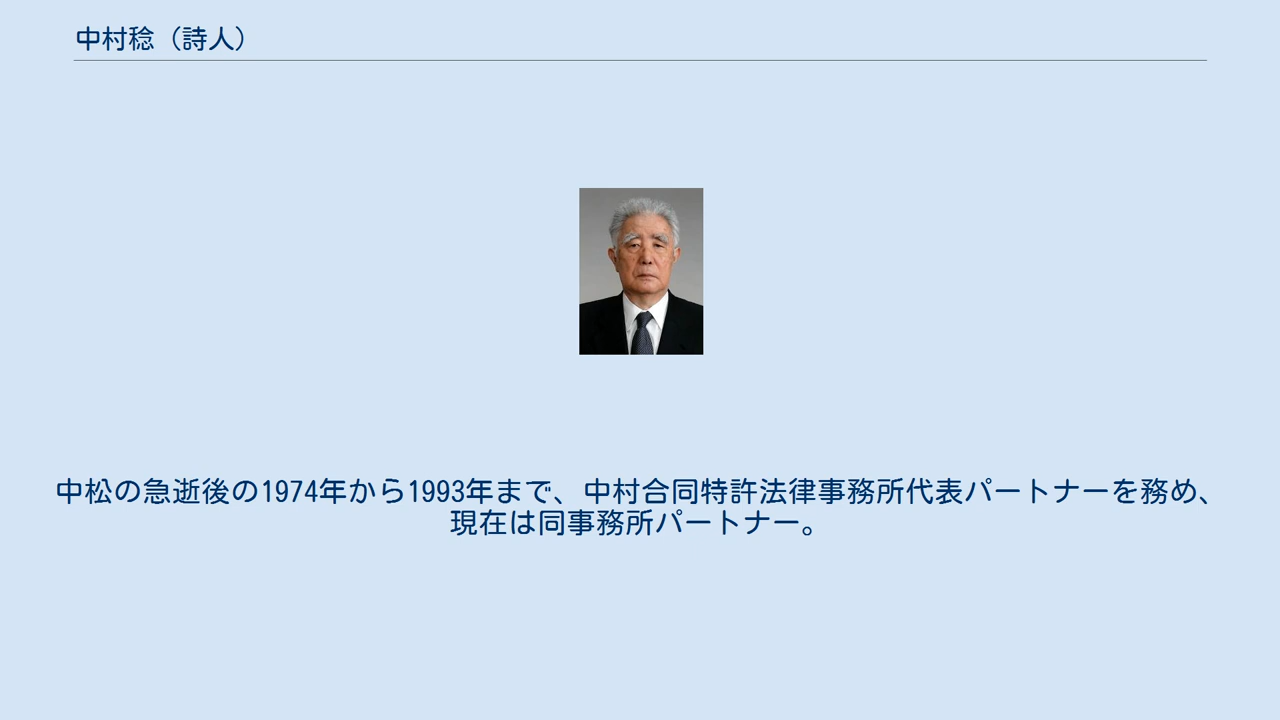 中村稔（詩人）
中松の急逝後の1974年から1993年まで、中村合同特許法律事務所代表パートナーを務め、
現在は同事務所パートナー。